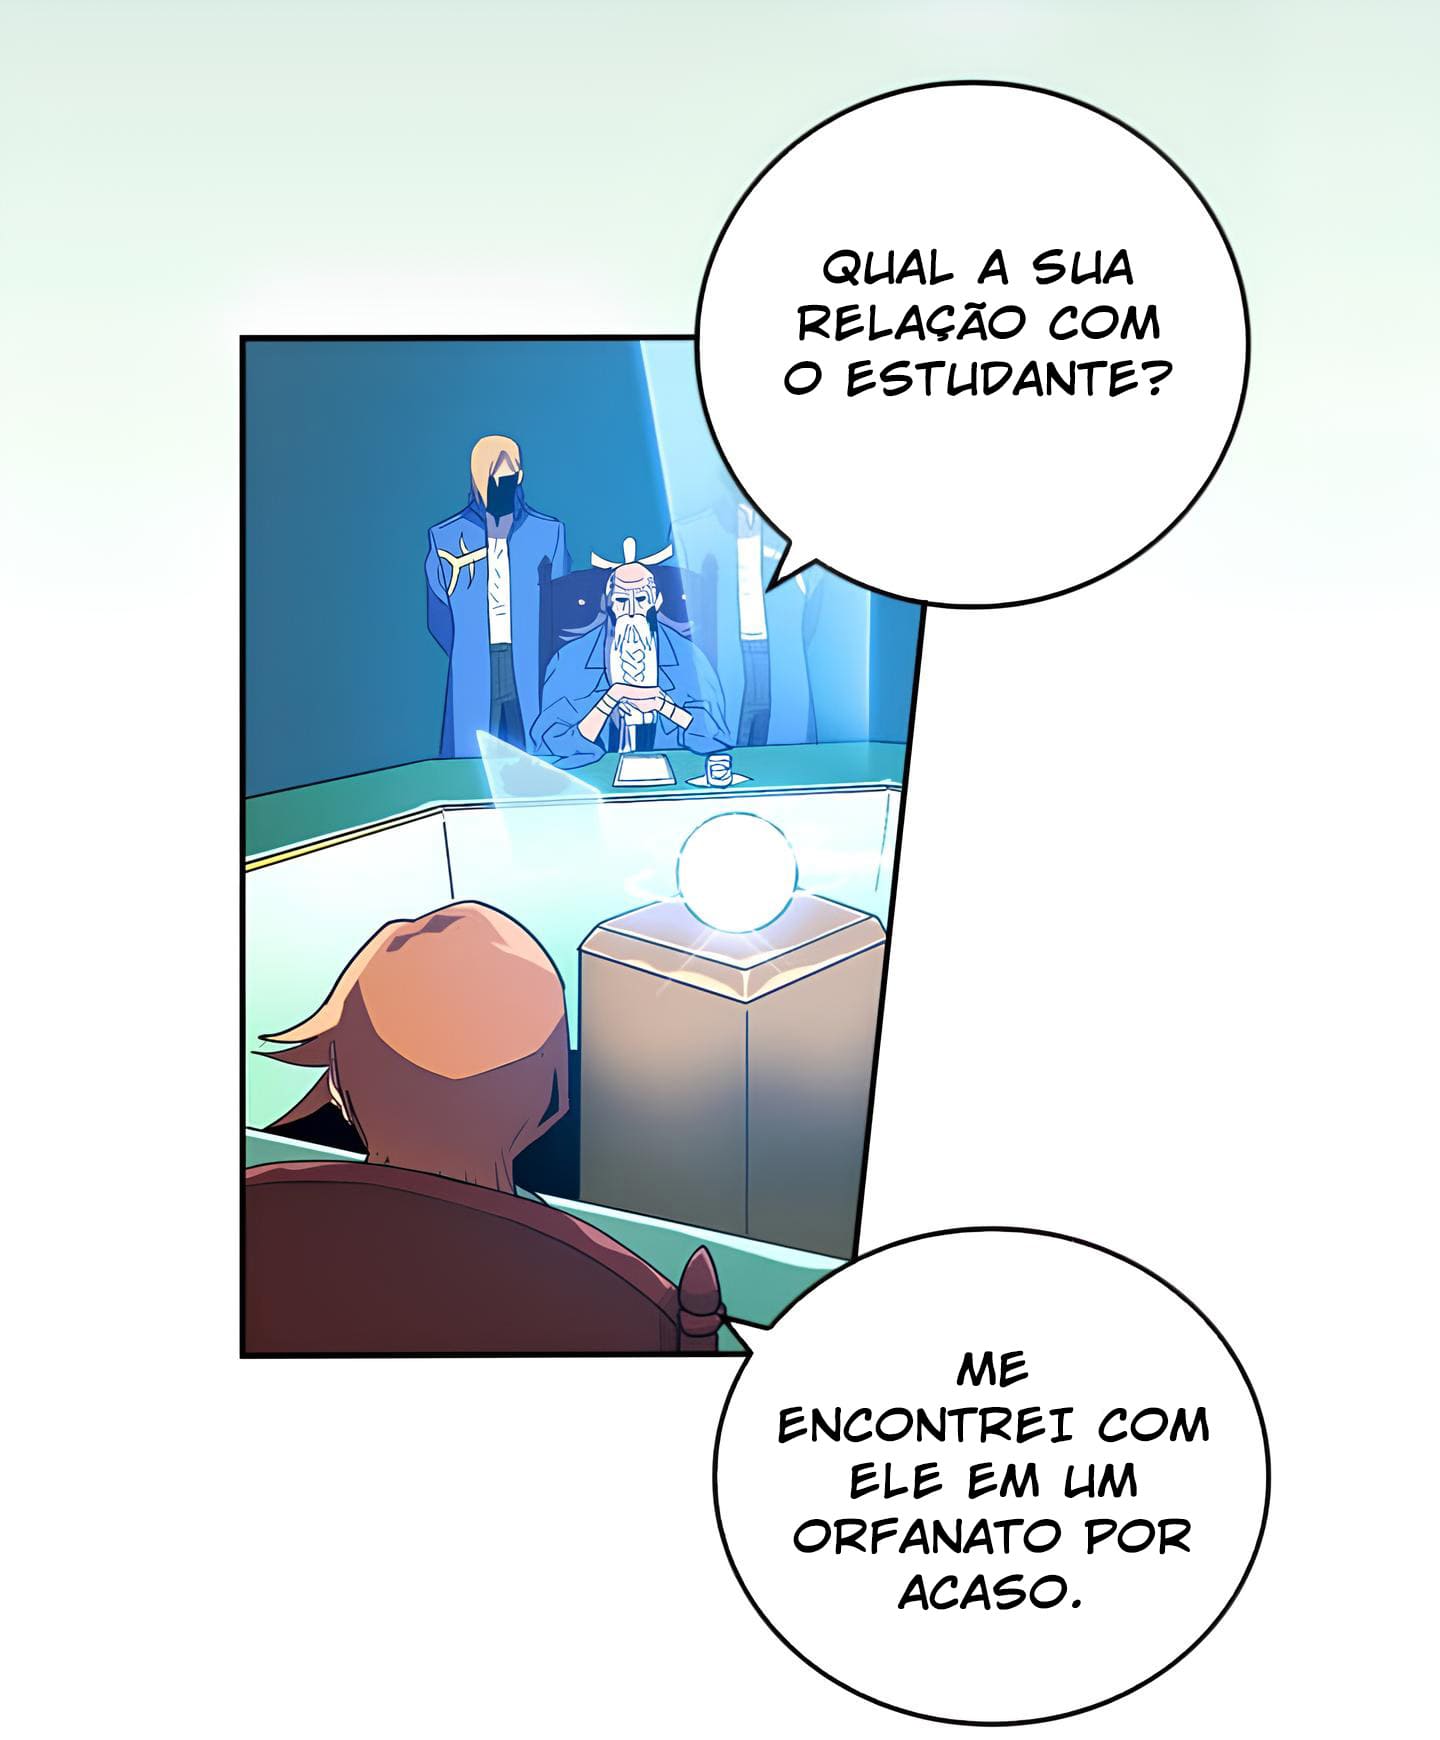 QUAL A SUA
RELAÇÃO COM
O ESTUDANTE?
ME
ENCONTREI COM
ELE EM UM
ORFANATO POR
ACASO.